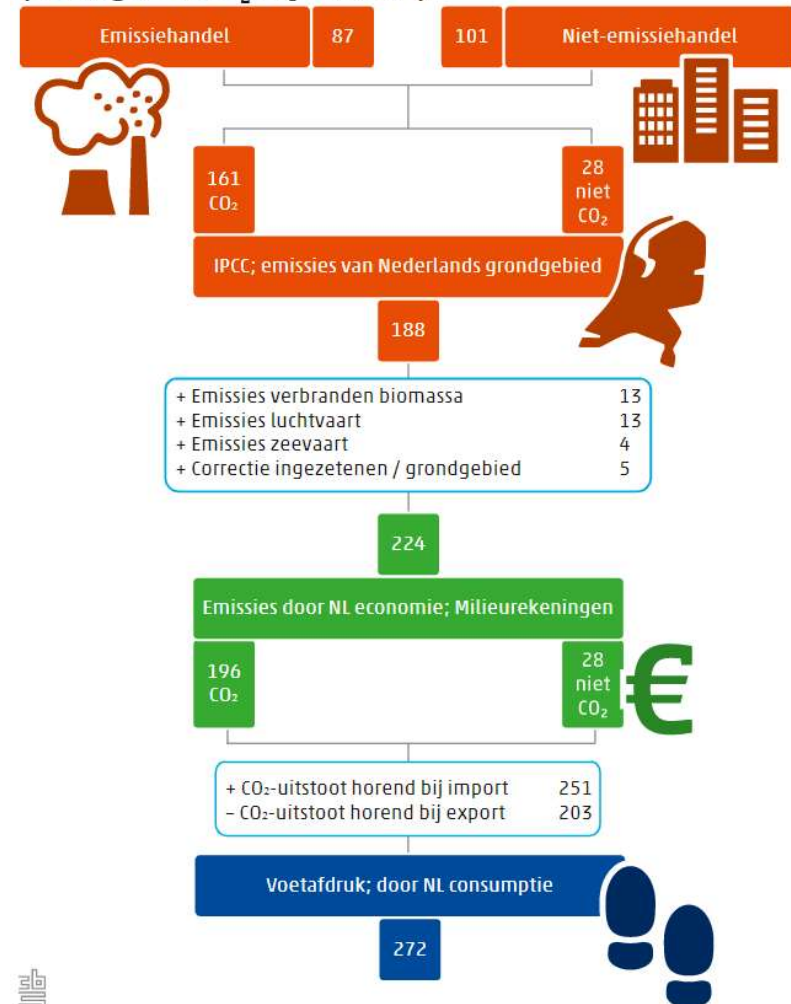 Emissiehandel 87 101 Niet-emissiehandel
161
CO₂
28
niet
CO₂
IPCC; emissies van Nederlands grondgebied
188
+ Emissies verbranden biomassa 13
+ Emissies luchtvaart 13
+ Emissies zeevaart 4
+ Correctie ingezetenen / grondgebied 5
224
Emissies door NL economie; Milieurekeningen
196
CO₂
28
niet
CO₂
€
+ CO₂-uitstoot horend bij import 251
– CO₂-uitstoot horend bij export 203
Voetafdruk; door NL consumptie
272